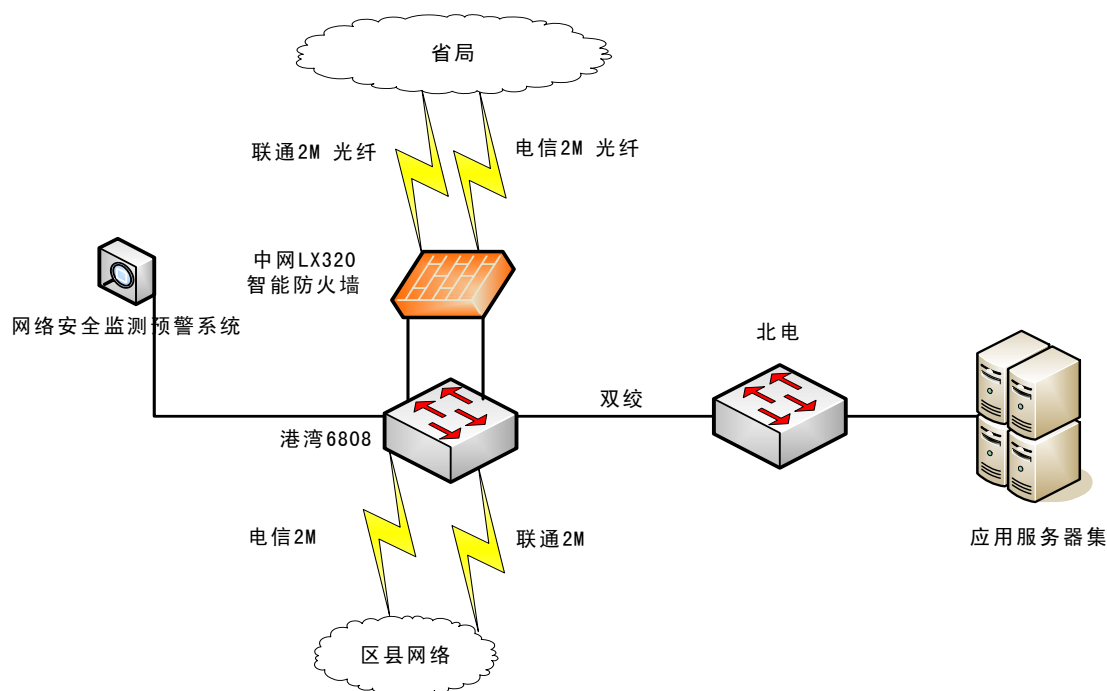 省局
联通2M 光纤
电信2M 光纤
中网LX320
智能防火墙
网络安全监测预警系统
北电
双绞
港湾6808
电信2M
联通2M
应用服务器集
区县网络